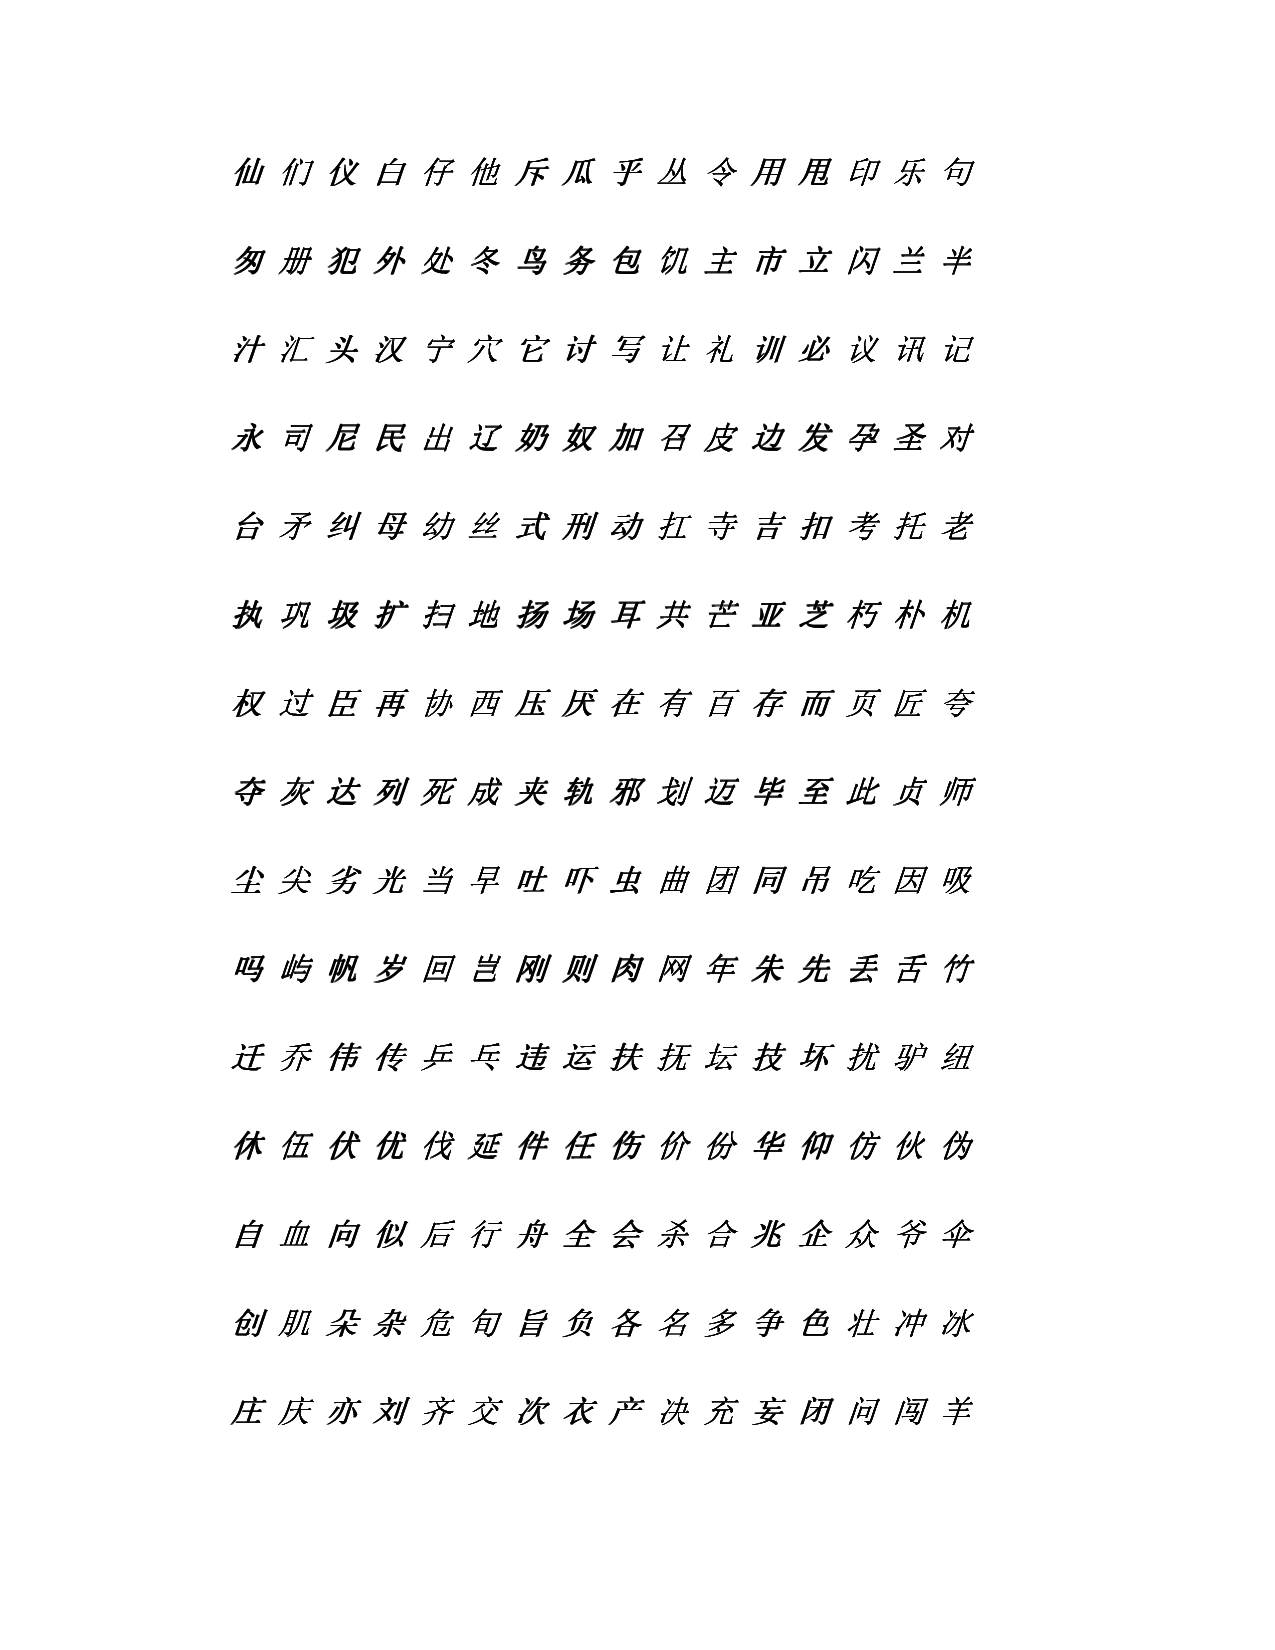 仙 们 仪 白 仔 他 斥 瓜 乎 丛 令 用 甩 印 乐 句
匆 册 犯 外 处 冬 鸟 务 包 饥 主 市 立 闪 兰 半
汁 汇 头 汉 宁 穴 它 讨 写 让 礼 训 必 议 讯 记
永 司 尼 民 出 辽 奶 奴 加 召 皮 边 发 孕 圣 对
台 矛 纠 母 幼 丝 式 刑 动 扛 寺 吉 扣 考 托 老
执 巩 圾 扩 扫 地 扬 场 耳 共 芒 亚 芝 朽 朴 机
权 过 臣 再 协 西 压 厌 在 有 百 存 而 页 匠 夸
夺 灰 达 列 死 成 夹 轨 邪 划 迈 毕 至 此 贞 师
尘 尖 劣 光 当 早 吐 吓 虫 曲 团 同 吊 吃 因 吸
吗 屿 帆 岁 回 岂 刚 则 肉 网 年 朱 先 丢 舌 竹
迁 乔 伟 传 乒 乓 违 运 扶 抚 坛 技 坏 扰 驴 纽
休 伍 伏 优 伐 延 件 任 伤 价 份 华 仰 仿 伙 伪
自 血 向 似 后 行 舟 全 会 杀 合 兆 企 众 爷 伞
创 肌 朵 杂 危 旬 旨 负 各 名 多 争 色 壮 冲 冰
庄 庆 亦 刘 齐 交 次 衣 产 决 充 妄 闭 问 闯 羊